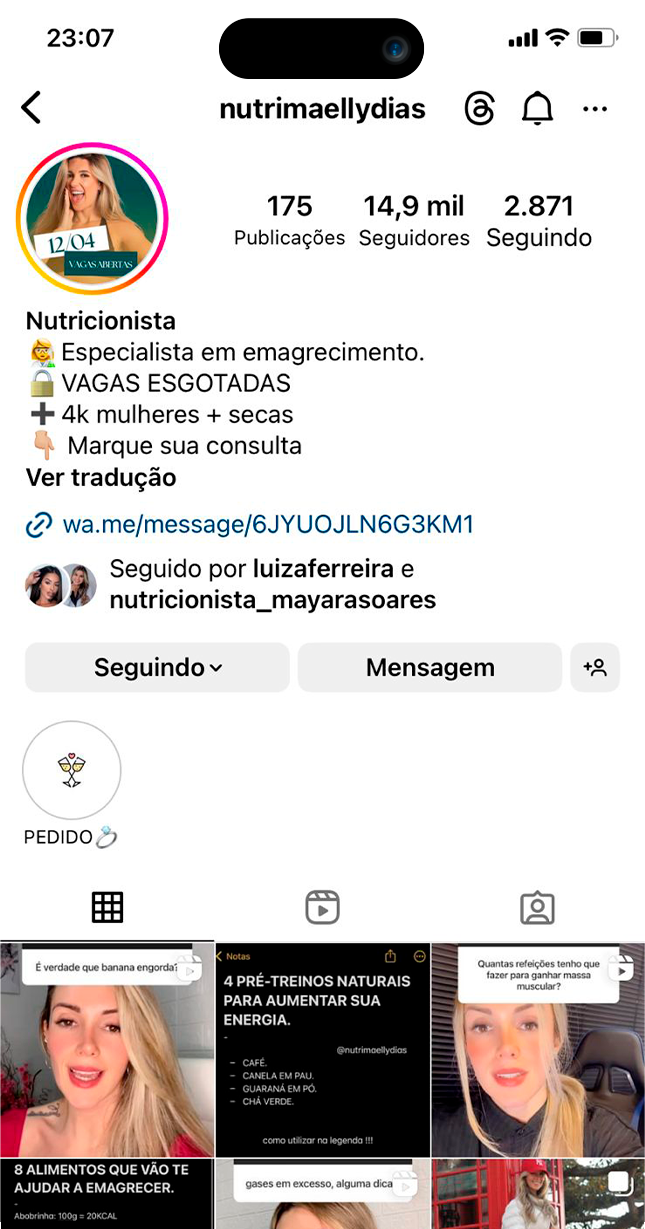 23:07
nutrimaellydias
12/04
VAGAS ABERTAS
175
14,9 mil
2.871
Publicações
Seguidores
Seguindo
Nutricionista
Especialista em emagrecimento.
VAGAS ESGOTADAS
4k mulheres + secas
Marque sua consulta
Ver tradução
wa.me/message/6JYUOJLN6G3KM1
Seguido por luizaferreira e
nutricionista_mayarasoares
Seguindo
Mensagem
PEDIDO
É verdade que banana engorda?
Notas
4 PRÉ-TREINOS NATURAIS
PARA AUMENTAR SUA
ENERGIA.
-
@nutrimaellydias
– CAFÉ.
– CANELA EM PAU.
– GUARANÁ EM PÓ.
– CHÁ VERDE.
como utilizar na legenda !!!
Quantas refeições tenho que
fazer para ganhar massa
muscular?
8 ALIMENTOS QUE VÃO TE
AJUDAR A EMAGRECER.
-
Abobrinha: 100g = 20KCAL
gases em excesso, alguma dica